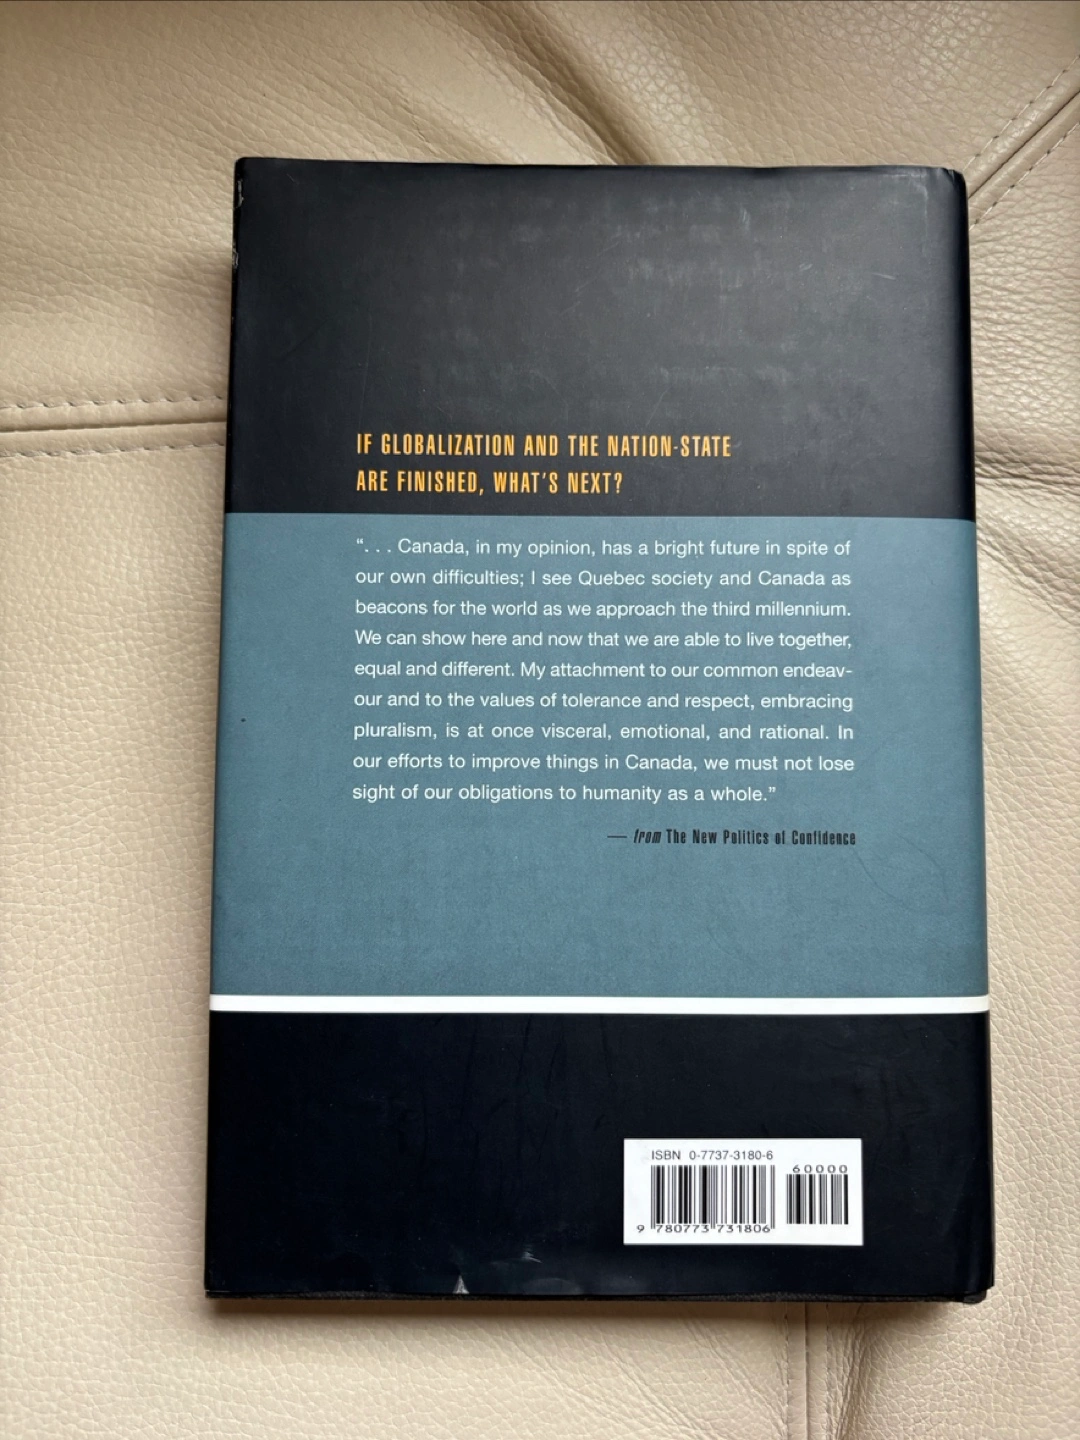 IF GLOBALIZATION AND THE NATION-STATE
ARE FINISHED, WHAT'S NEXT?
“. . . Canada, in my opinion, has a bright future in spite of
our own difficulties; I see Quebec society and Canada as
beacons for the world as we approach the third millennium.
We can show here and now that we are able to live together,
equal and different. My attachment to our common endeav-
our and to the values of tolerance and respect, embracing
pluralism, is at once visceral, emotional, and rational. In
our efforts to improve things in Canada, we must not lose
sight of our obligations to humanity as a whole.”
— from The New Politics of Confidence
ISBN 0-7737-3180-6
60000
9 780773 731806